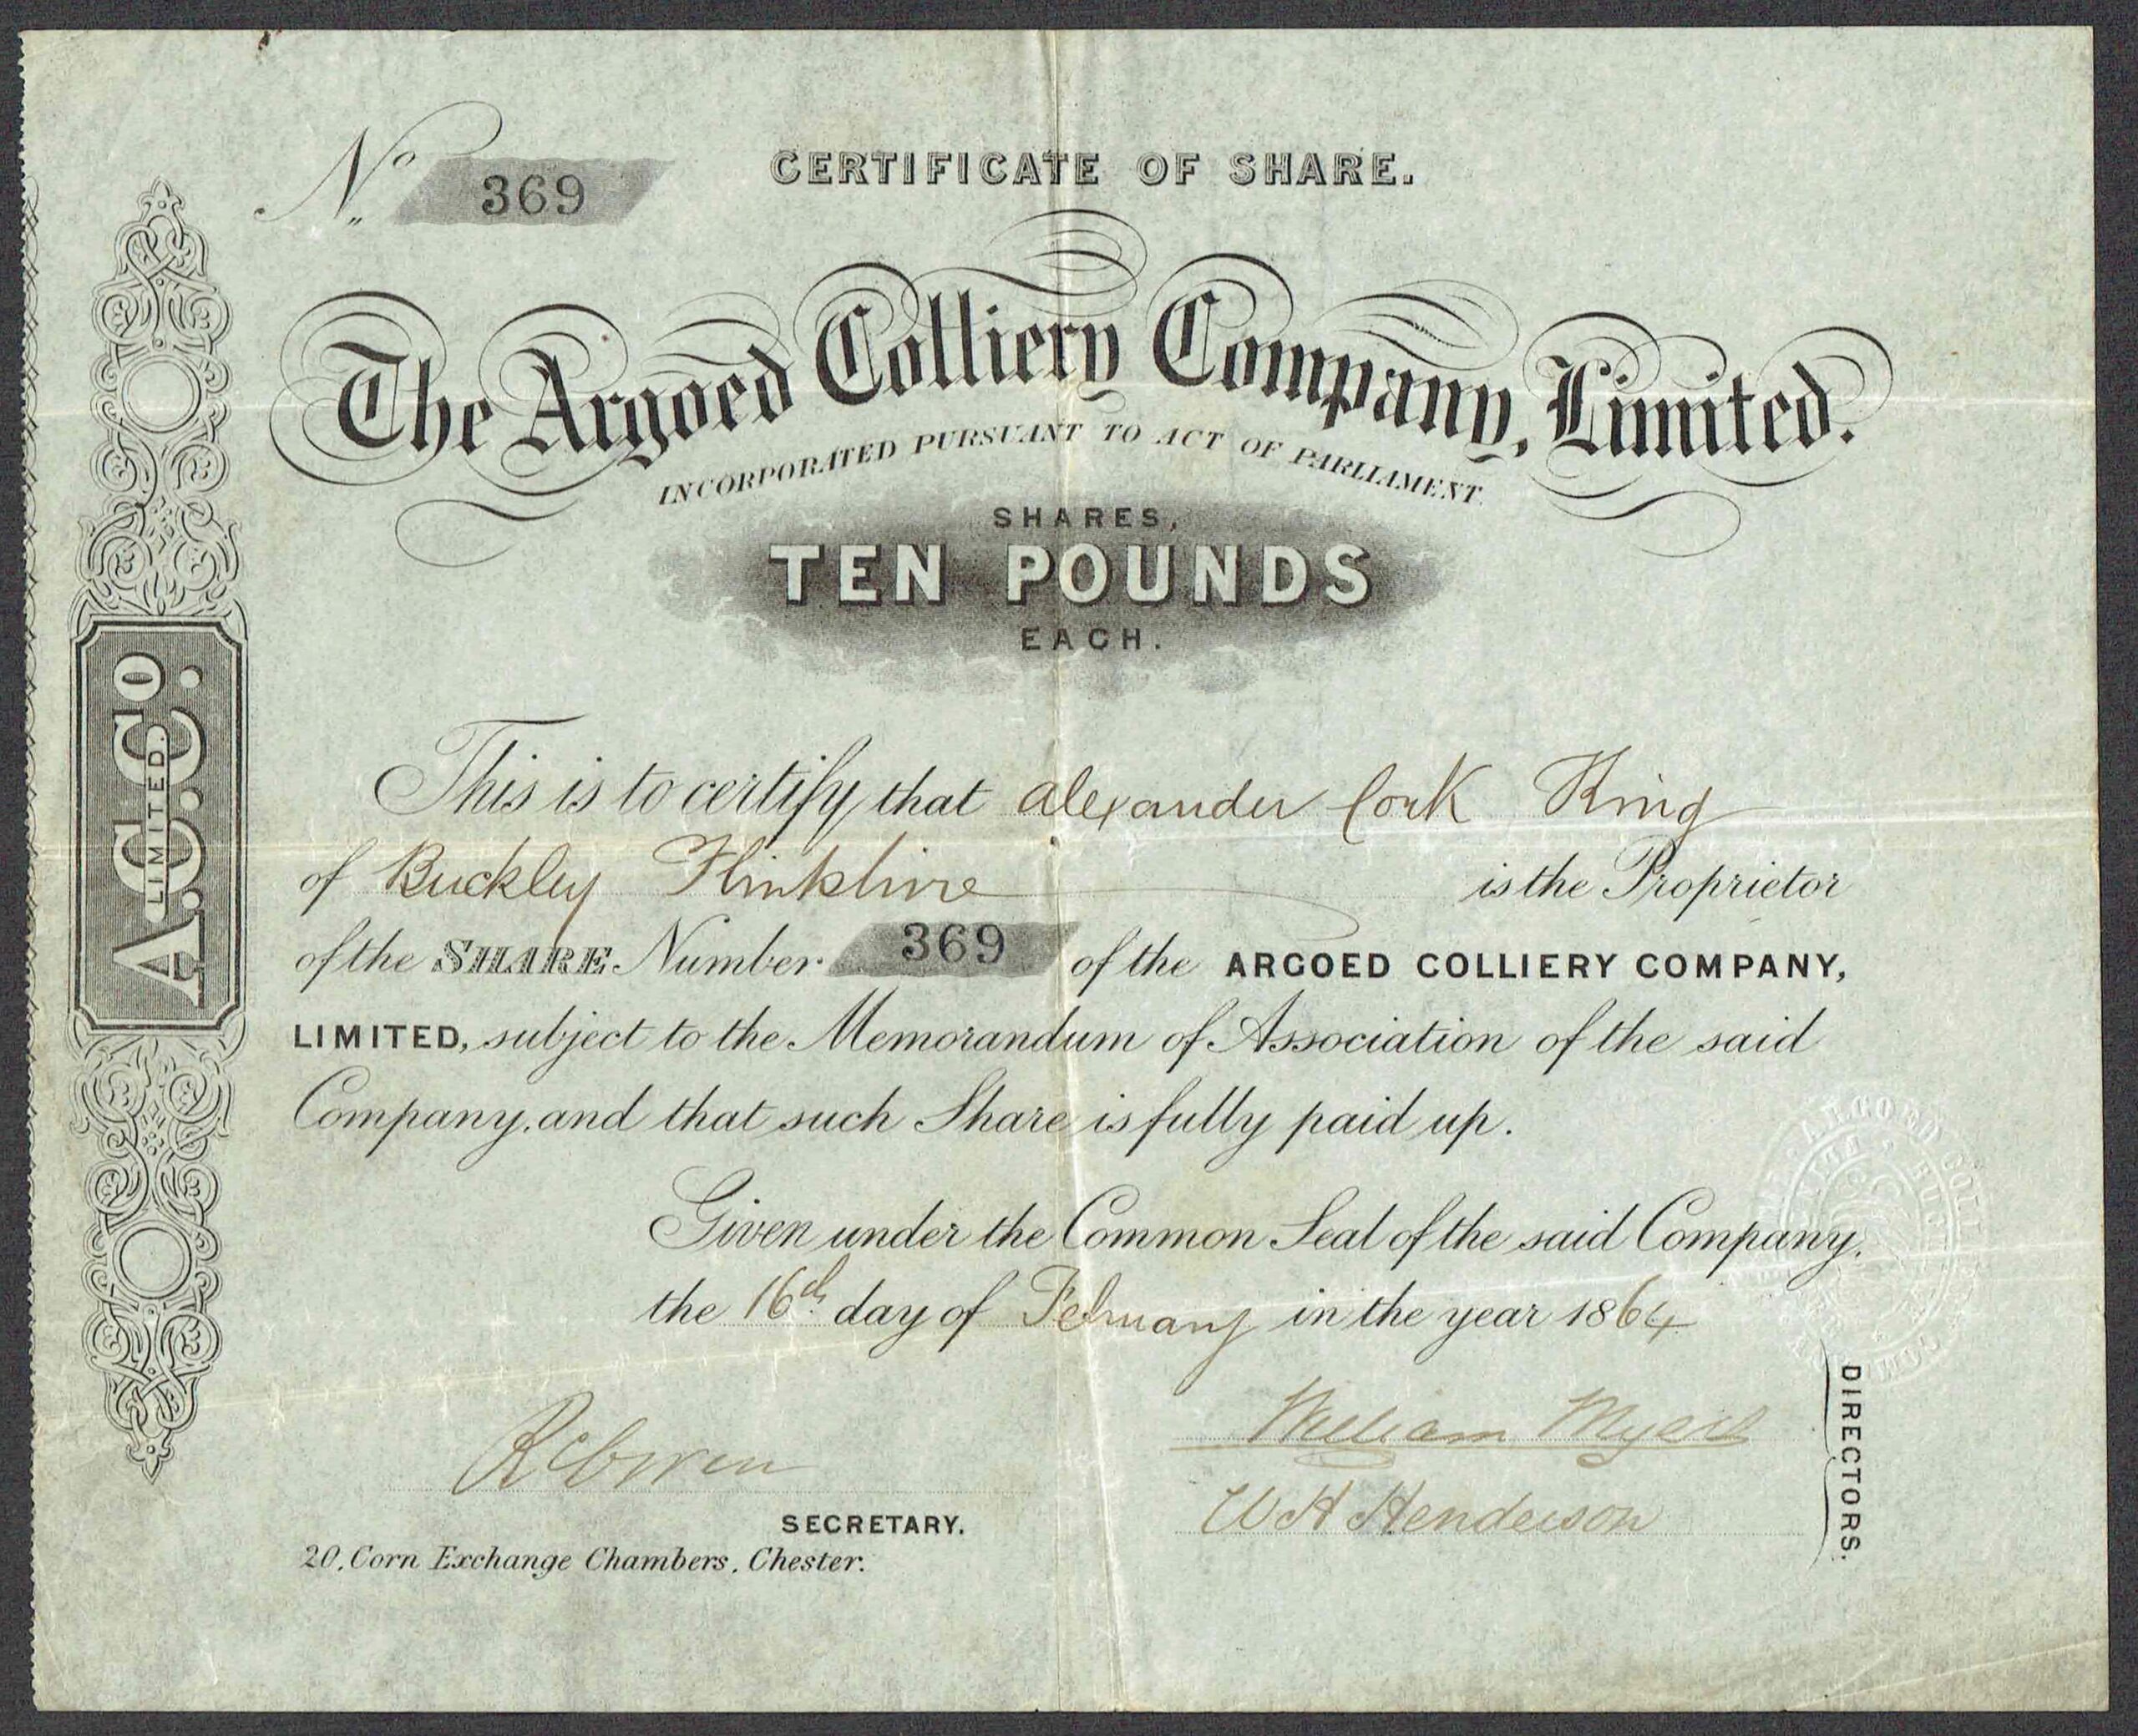 No. 369
CERTIFICATE OF SHARE.
The Argoed Colliery Company, Limited.
INCORPORATED PURSUANT TO ACT OF PARLIAMENT.
SHARES,
TEN POUNDS
EACH.
A.C.Co.
LIMITED.
This is to certify that Alexander Cork King
of Buckley Flintshire is the Proprietor
of the SHARE Number 369 of the ARGOED COLLIERY COMPANY,
LIMITED, subject to the Memorandum of Association of the said
Company, and that such Share is fully paid up.
Given under the Common Seal of the said Company,
the 16th day of February in the year 1864
William Myers
W H Henderson
DIRECTORS.
SECRETARY.
20, Corn Exchange Chambers, Chester.
ARGOED